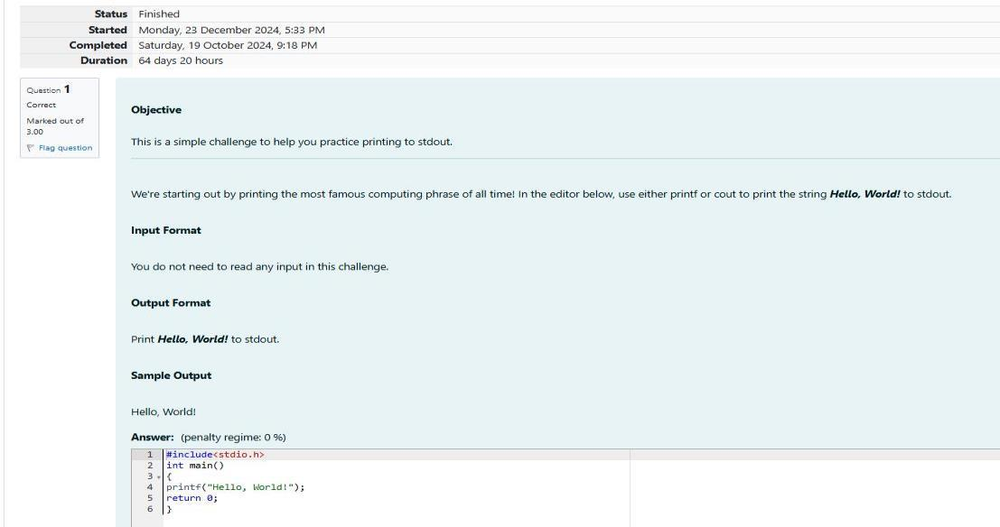 Status Finished
Started Monday, 23 December 2024, 5:33 PM
Completed Saturday, 19 October 2024, 9:18 PM
Duration 64 days 20 hours
Question 1
Correct
Marked out of
3.00
Flag question
Objective
This is a simple challenge to help you practice printing to stdout.
We're starting out by printing the most famous computing phrase of all time! In the editor below, use either printf or cout to print the string Hello, World! to stdout.
Input Format
You do not need to read any input in this challenge.
Output Format
Print Hello, World! to stdout.
Sample Output
Hello, World!
Answer: (penalty regime: 0 %)
1 #include<stdio.h>
2 int main()
3 {
4 printf("Hello, World!");
5 return 0;
6 }